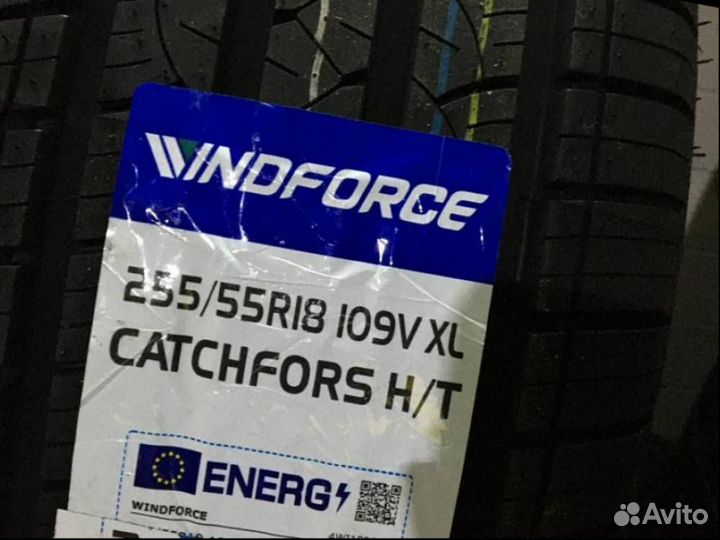 WINDFORCE
255/55R18 109V XL
CATCHFORS H/T
ENERG
WINDFORCE
Avito